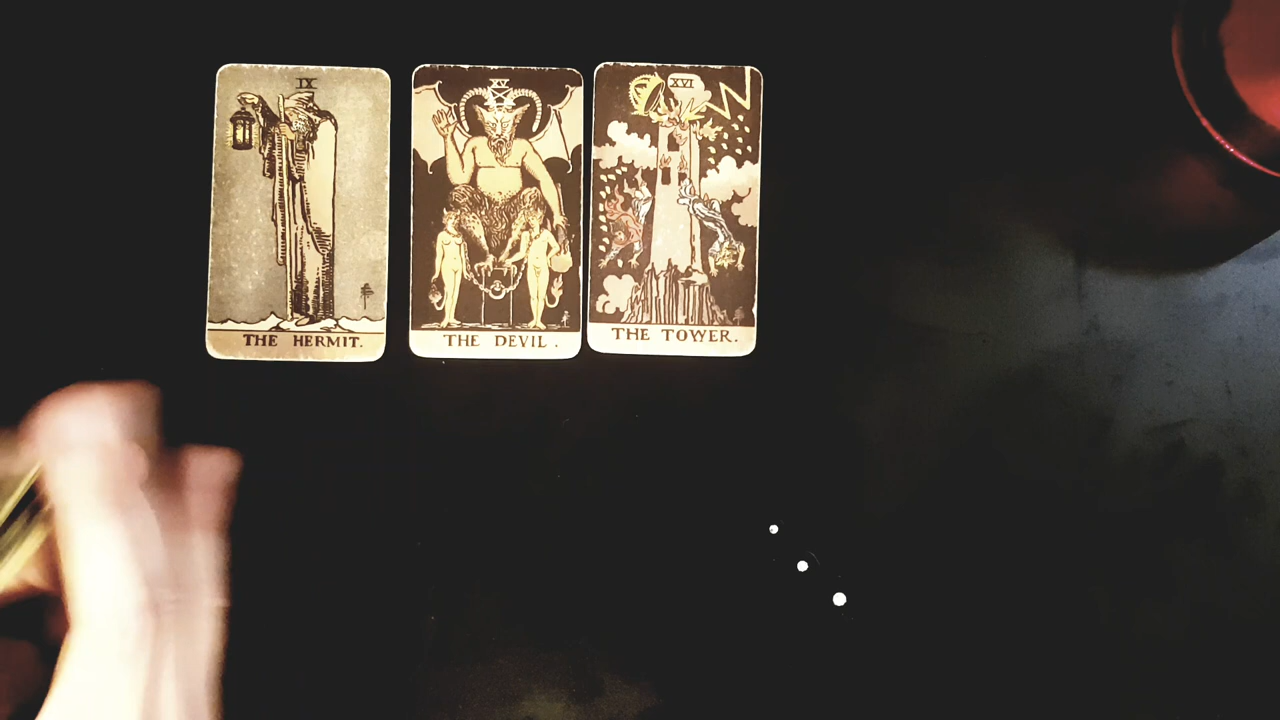 IX
THE HERMIT.
XV
THE DEVIL.
XVI
THE TOWER.